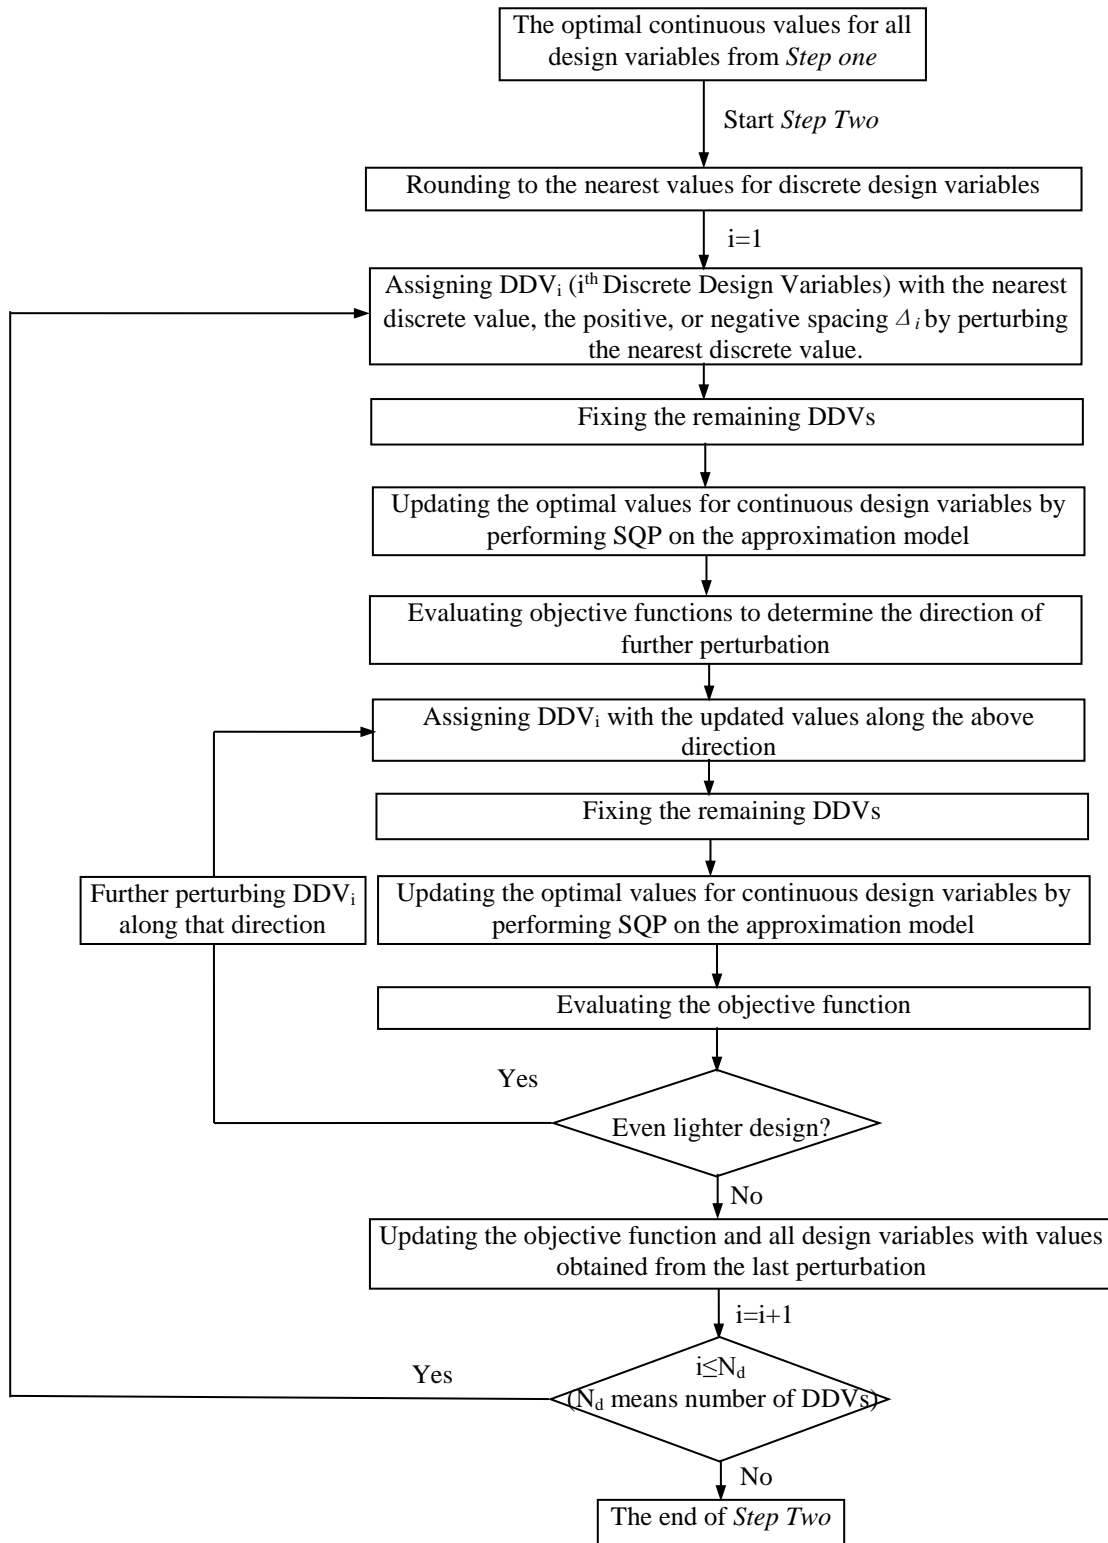 The optimal continuous values for all
design variables from Step one
Start Step Two
Rounding to the nearest values for discrete design variables
i=1
Assigning DDVi (ith Discrete Design Variables) with the nearest
discrete value, the positive, or negative spacing Δi by perturbing
the nearest discrete value.
Fixing the remaining DDVs
Updating the optimal values for continuous design variables by
performing SQP on the approximation model
Evaluating objective functions to determine the direction of
further perturbation
Assigning DDVi with the updated values along the above
direction
Fixing the remaining DDVs
Further perturbing DDVi
along that direction
Updating the optimal values for continuous design variables by
performing SQP on the approximation model
Evaluating the objective function
Yes
Even lighter design?
No
Updating the objective function and all design variables with values
obtained from the last perturbation
i=i+1
Yes
i≤Nd
(Nd means number of DDVs)
No
The end of Step Two